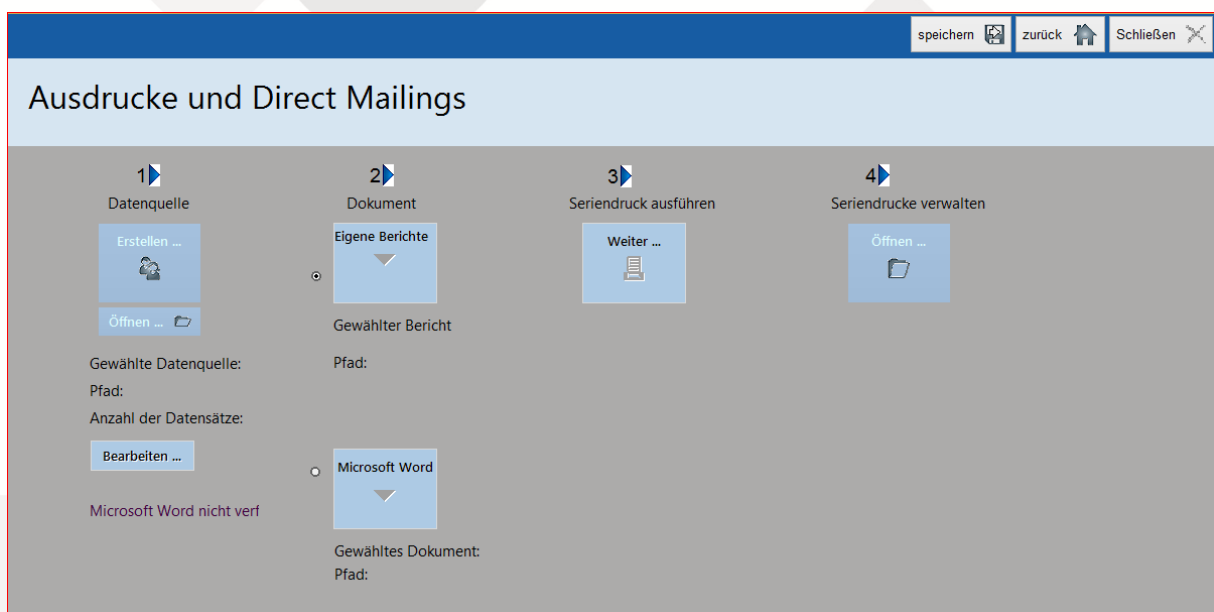 speichern
zurück
Schließen
Ausdrucke und Direct Mailings
1
Datenquelle
Erstellen ...
Öffnen ...
Gewählte Datenquelle:
Pfad:
Anzahl der Datensätze:
Bearbeiten ...
Microsoft Word nicht verf
2
Dokument
Eigene Berichte
Gewählter Bericht
Pfad:
Microsoft Word
Gewähltes Dokument:
Pfad:
3
Seriendruck ausführen
Weiter ...
4
Seriendrucke verwalten
Öffnen ...